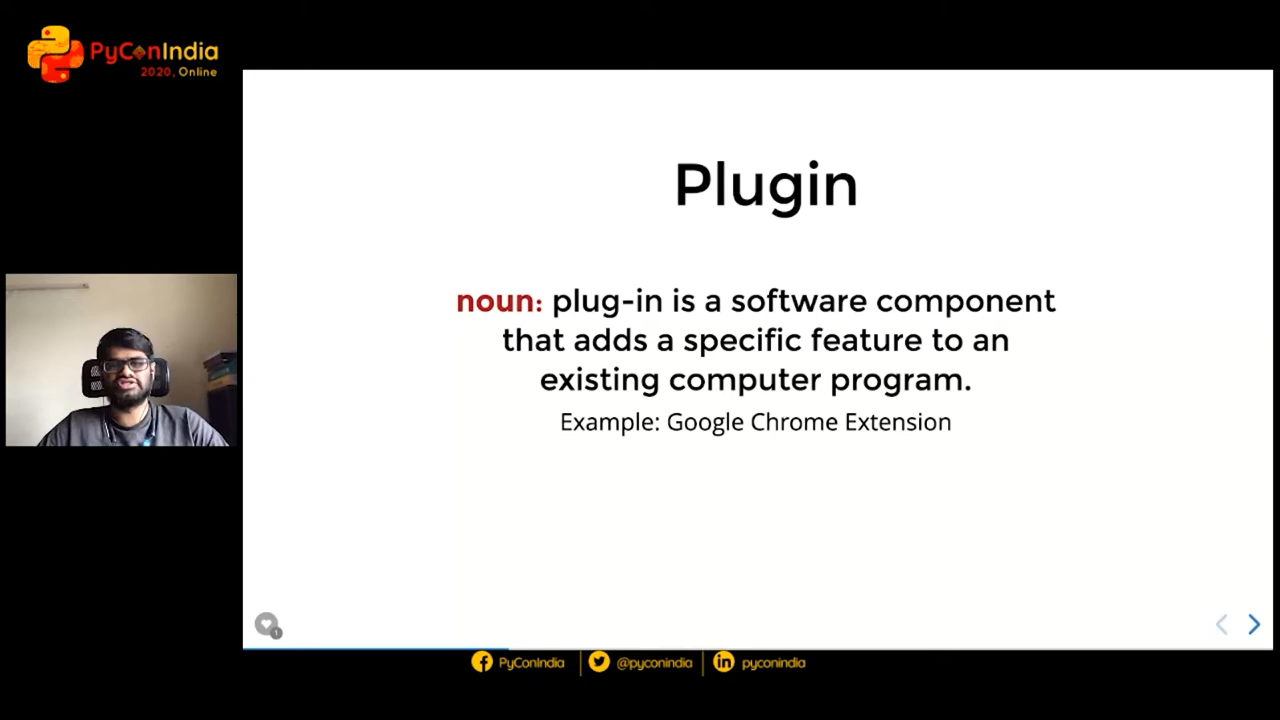 PyConIndia
2020, Online
Plugin
noun: plug-in is a software component
that adds a specific feature to an
existing computer program.
Example: Google Chrome Extension
1
PyConIndia
@pyconindia
pyconindia